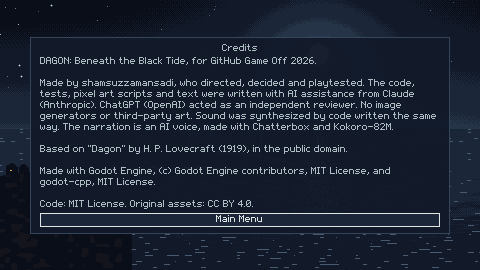 Credits
DAGON: Beneath the Black Tide, for GitHub Game Off 2026.
Made by shamsuzzamansadi, who directed, decided and playtested. The code,
tests, pixel art scripts and text were written with AI assistance from Claude
(Anthropic). ChatGPT (OpenAI) acted as an independent reviewer. No image
generators or third-party art. Sound was synthesized by code written the same
way. The narration is an AI voice, made with Chatterbox and Kokoro-82M.
Based on "Dagon" by H. P. Lovecraft (1919), in the public domain.
Made with Godot Engine, (c) Godot Engine contributors, MIT License, and
godot-cpp, MIT License.
Code: MIT License. Original assets: CC BY 4.0.
Main Menu